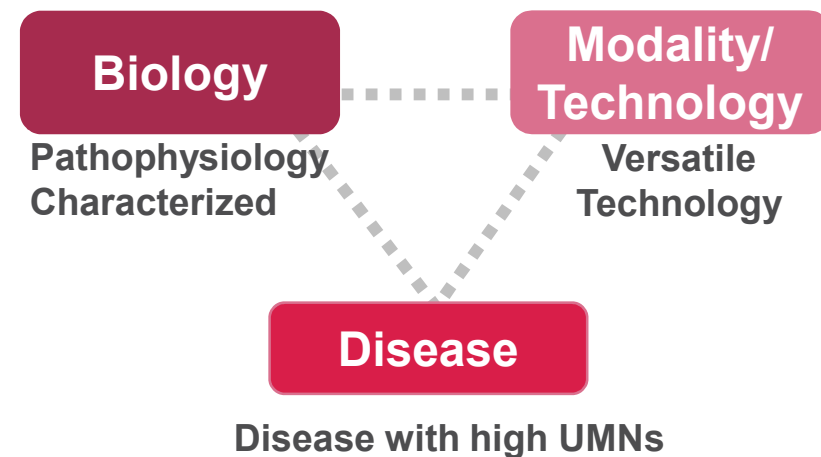 Biology
Modality/
Technology
Pathophysiology
Characterized
Versatile
Technology
Disease
Disease with high UMNs